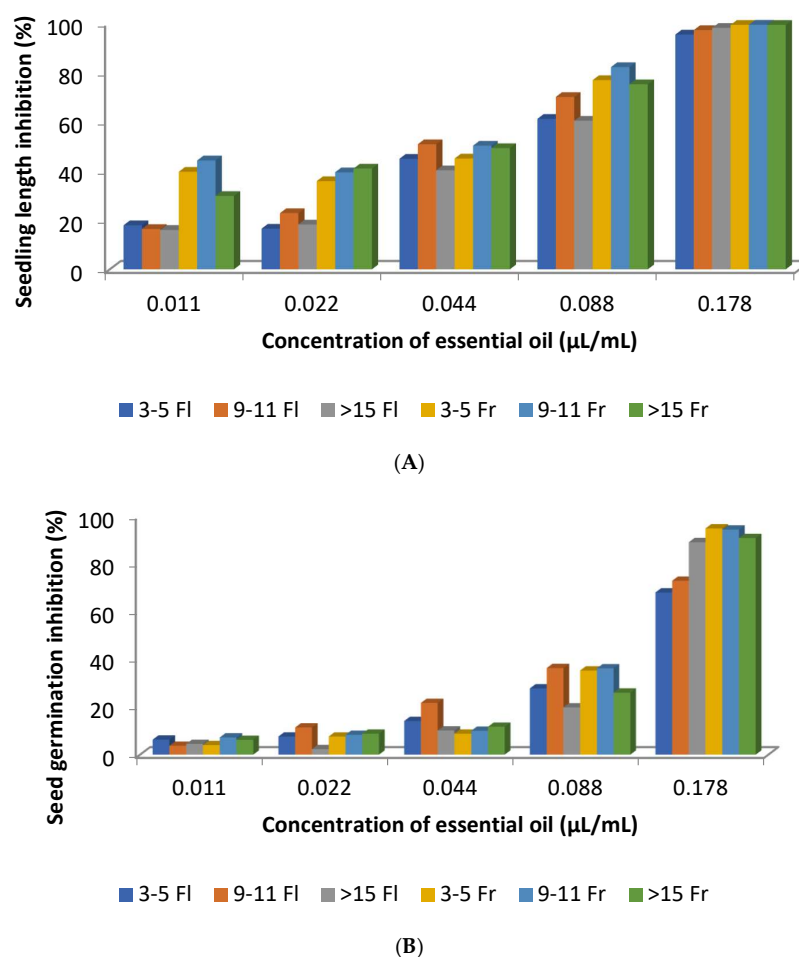 Seedling length inhibition (%)
100
80
60
40
20
0
0.011 0.022 0.044 0.088 0.178
Concentration of essential oil (µL/mL)
3-5 Fl 9-11 Fl >15 Fl 3-5 Fr 9-11 Fr >15 Fr
(A)
Seed germination inhibition (%)
100
80
60
40
20
0
0.011 0.022 0.044 0.088 0.178
Concentration of essential oil (µL/mL)
3-5 Fl 9-11 Fl >15 Fl 3-5 Fr 9-11 Fr >15 Fr
(B)